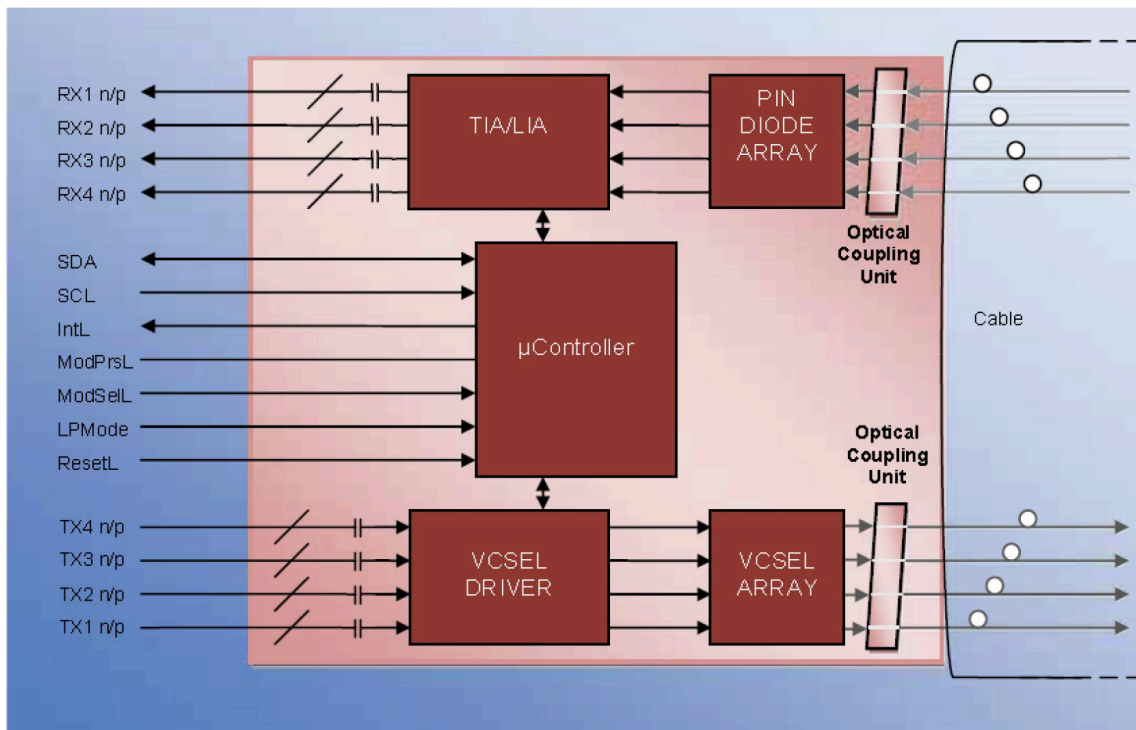 RX1 n/p
RX2 n/p
RX3 n/p
RX4 n/p
TIA/LIA
PIN
DIODE
ARRAY
Optical
Coupling
Unit
SDA
SCL
IntL
ModPrsL
ModSelL
LPMode
ResetL
µController
Cable
Optical
Coupling
Unit
TX4 n/p
TX3 n/p
TX2 n/p
TX1 n/p
VCSEL
DRIVER
VCSEL
ARRAY